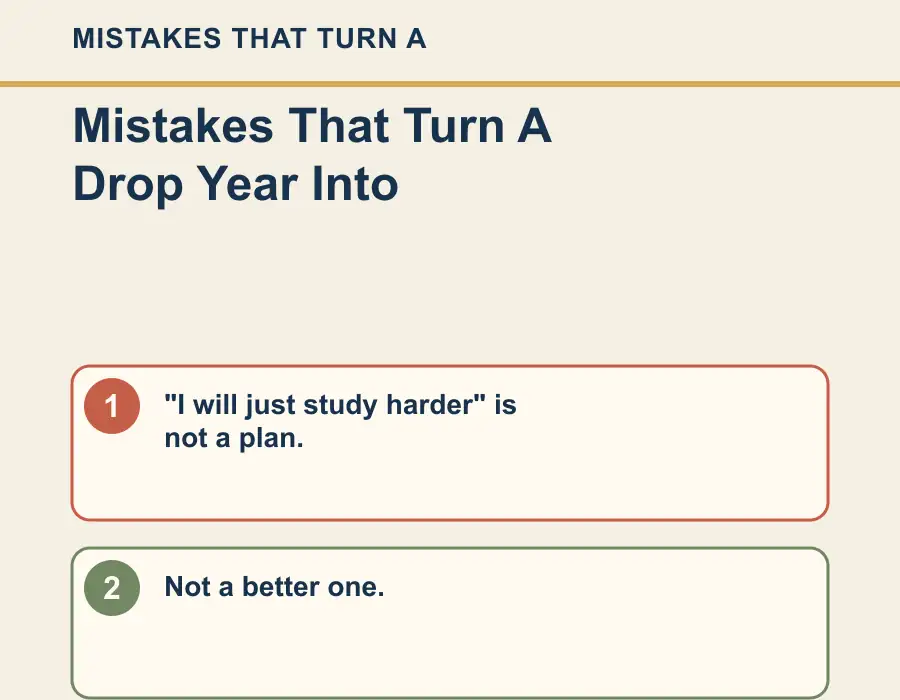 MISTAKES THAT TURN A
Mistakes That Turn A
Drop Year Into
1
"I will just study harder" is
not a plan.
2
Not a better one.